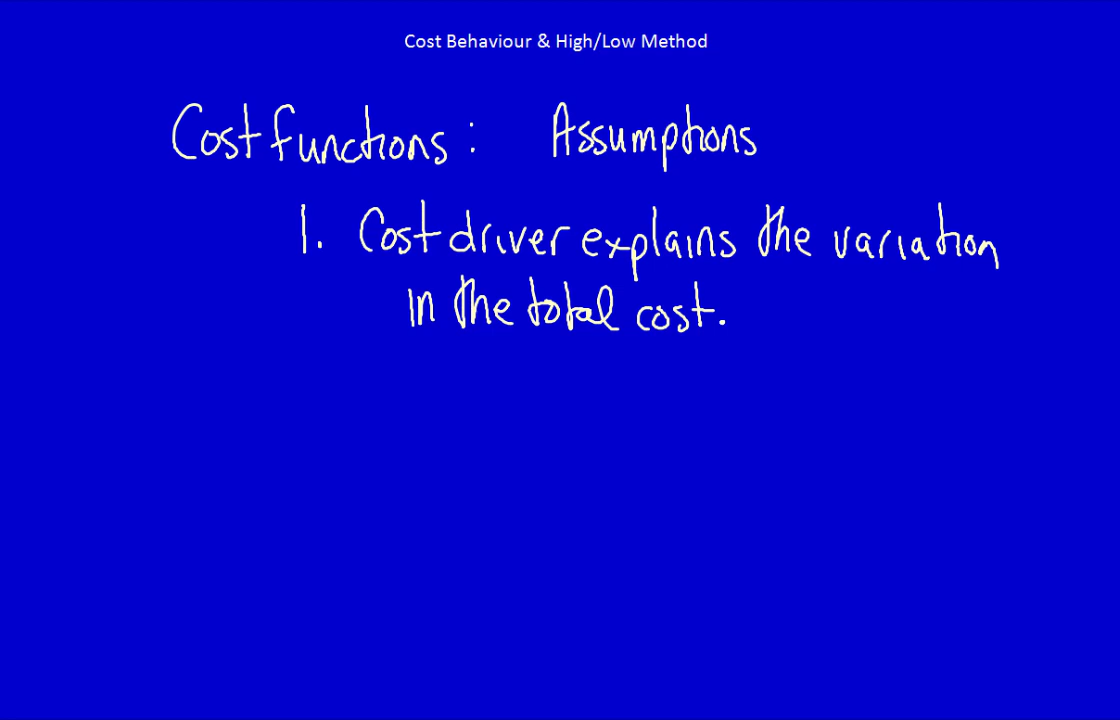 Cost Behaviour & High/Low Method
Cost functions: Assumptions
1. Cost driver explains the variation
in the total cost.